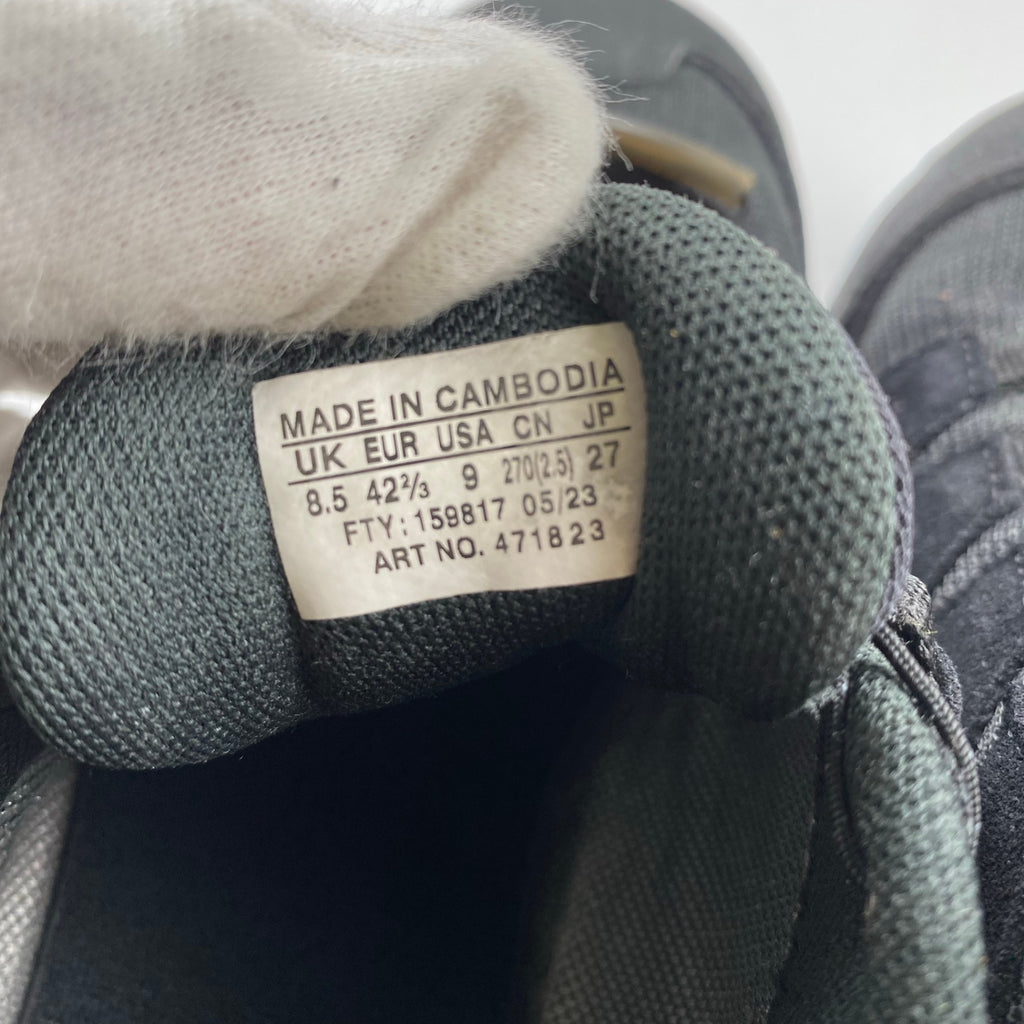 MADE IN CAMBODIA
UK EUR USA CN JP
8.5 42⅔ 9 270(2.5) 27
FTY: 159817 05/23
ART NO. 471823